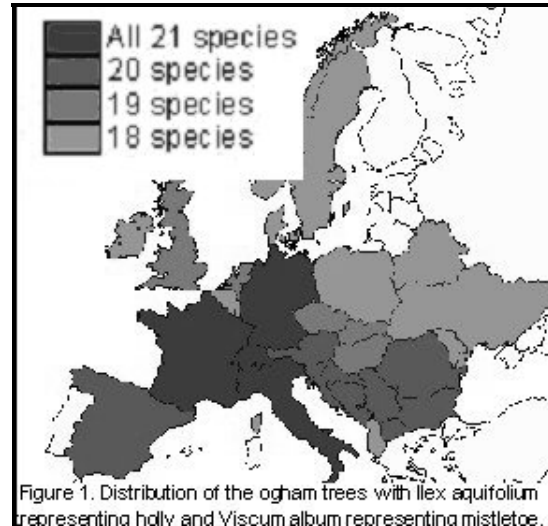 All 21 species
20 species
19 species
18 species
Figure 1. Distribution of the ogham trees with Ilex aquifolium
representing holly and Viscum album representing mistletoe.